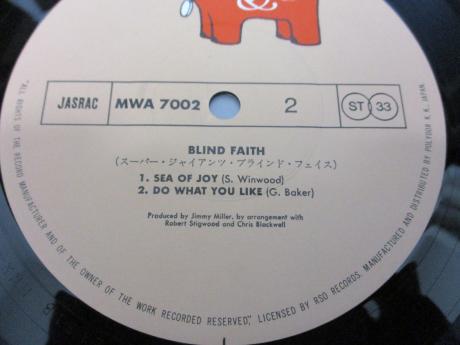 &
JASRAC MWA 7002 2 ST 33
BLIND FAITH
(スーパー・ジャイアンツ・ブラインド・フェイス)
1. SEA OF JOY (S. Winwood)
2. DO WHAT YOU LIKE (G. Baker)
Produced by Jimmy Miller, by arrangement with
Robert Stigwood and Chris Blackwell
"ALL RIGHTS OF THE RECORD MANUFACTURER AND OF THE OWNER OF THE WORK RECORDED RESERVED," LICENSED BY RSO RECORDS. MANUFACTURED AND DISTRIBUTED BY POLYDOR K. K. JAPAN.